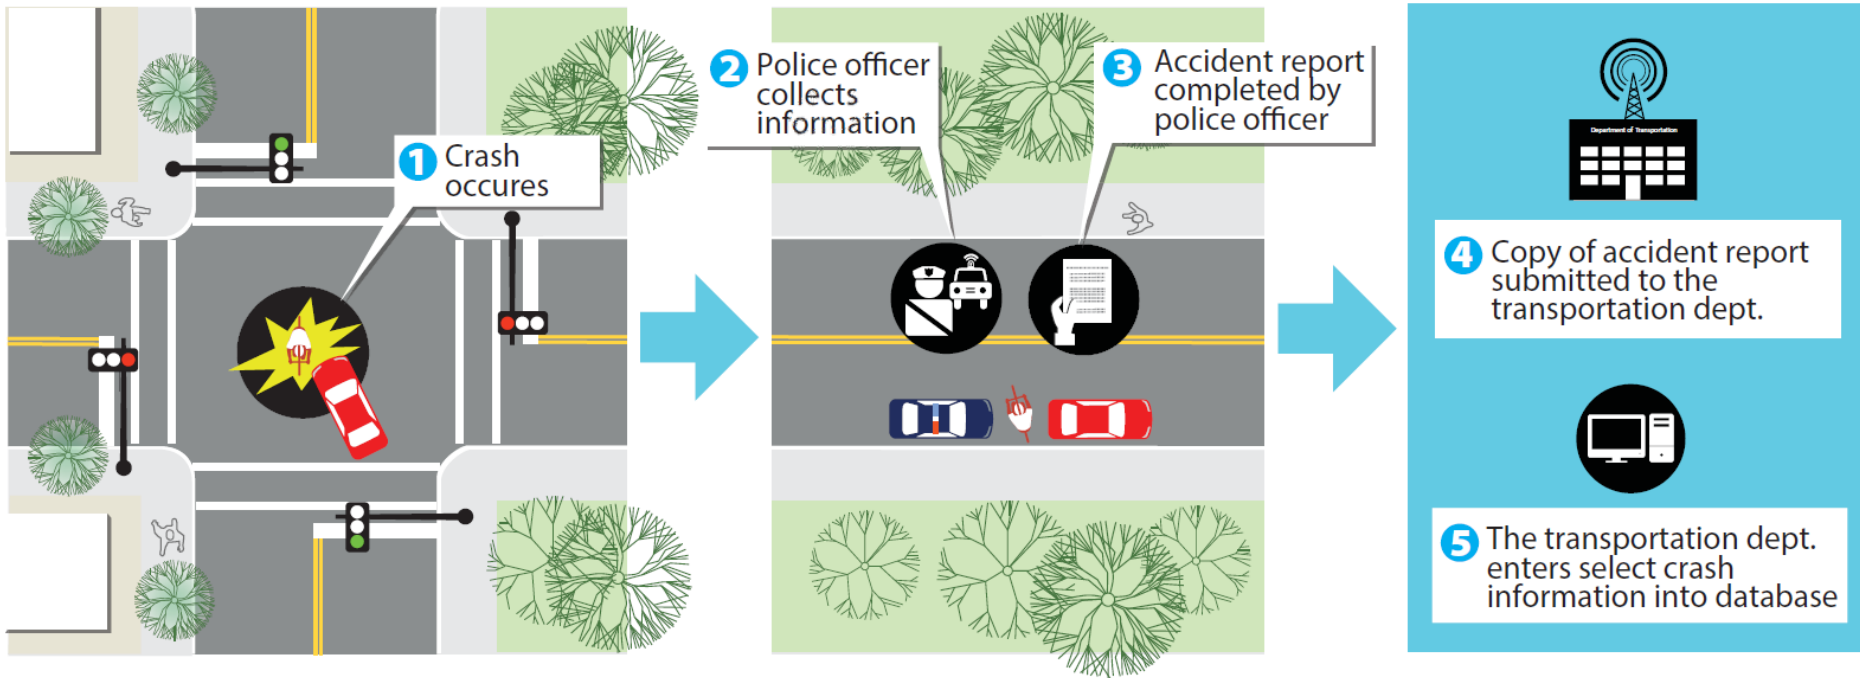 1 Crash
occures
2 Police officer
collects
information
3 Accident report
completed by
police officer
Department of Transportation
4 Copy of accident report
submitted to the
transportation dept.
5 The transportation dept.
enters select crash
information into database